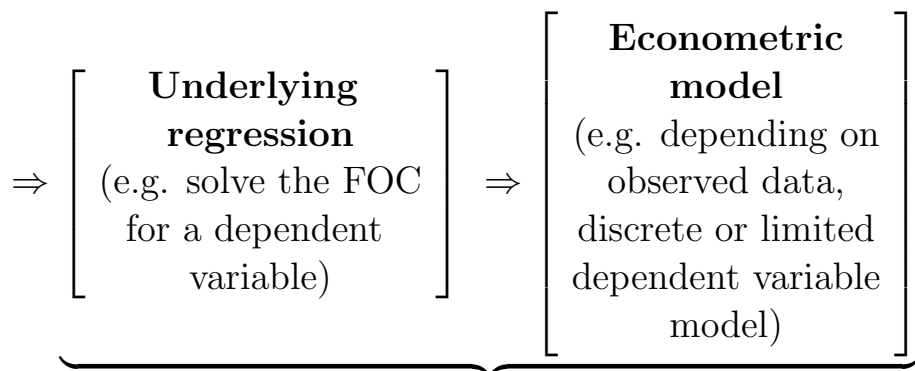 ⇒
Underlying
regression
(e.g. solve the FOC
for a dependent
variable)
⇒
Econometric
model
(e.g. depending on
observed data,
discrete or limited
dependent variable
model)